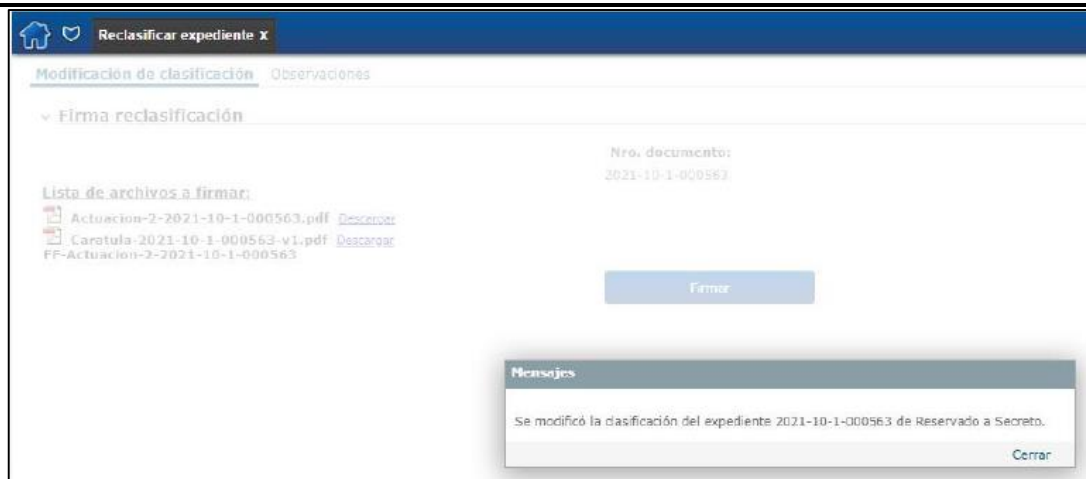 Reclasificar expediente x
Modificación de clasificación Observaciones
Firma reclasificación
Nro. documento:
2021-10-1-000563
Lista de archivos a firmar:
Actuacion-2-2021-10-1-000563.pdf Descargar
Caratula-2021-10-1-000563-v1.pdf Descargar
FF-Actuacion-2-2021-10-1-000563
Firmar
Mensajes
Se modificó la clasificación del expediente 2021-10-1-000563 de Reservado a Secreto.
Cerrar